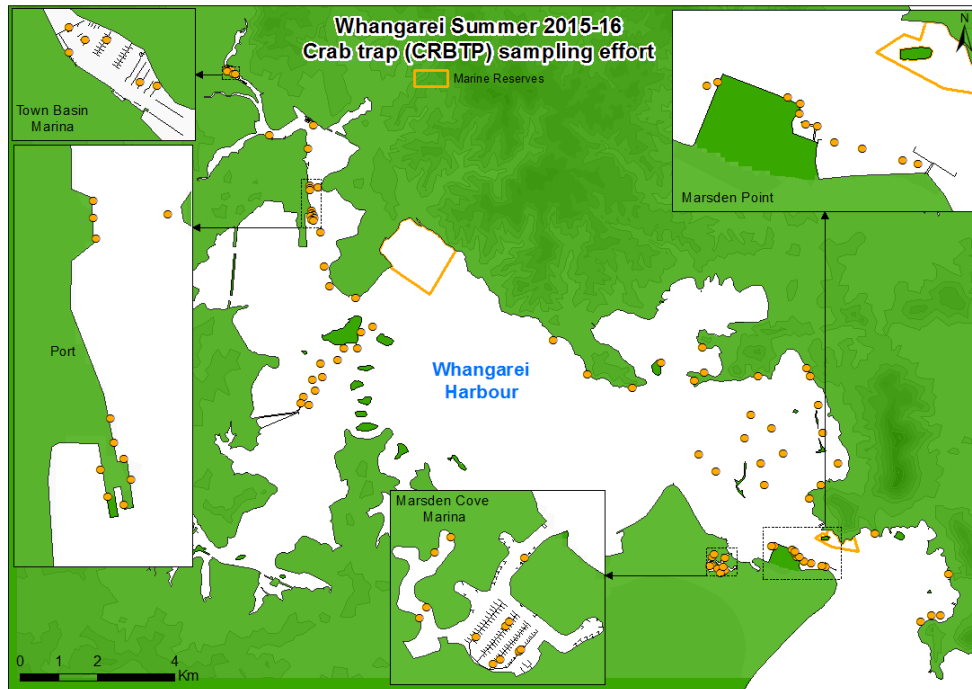 Whangarei Summer 2015-16
Crab trap (CRBTP) sampling effort
Marine Reserves
N
Town Basin
Marina
Marsden Point
Port
Whangarei
Harbour
Marsden Cove
Marina
0 2 4
Km